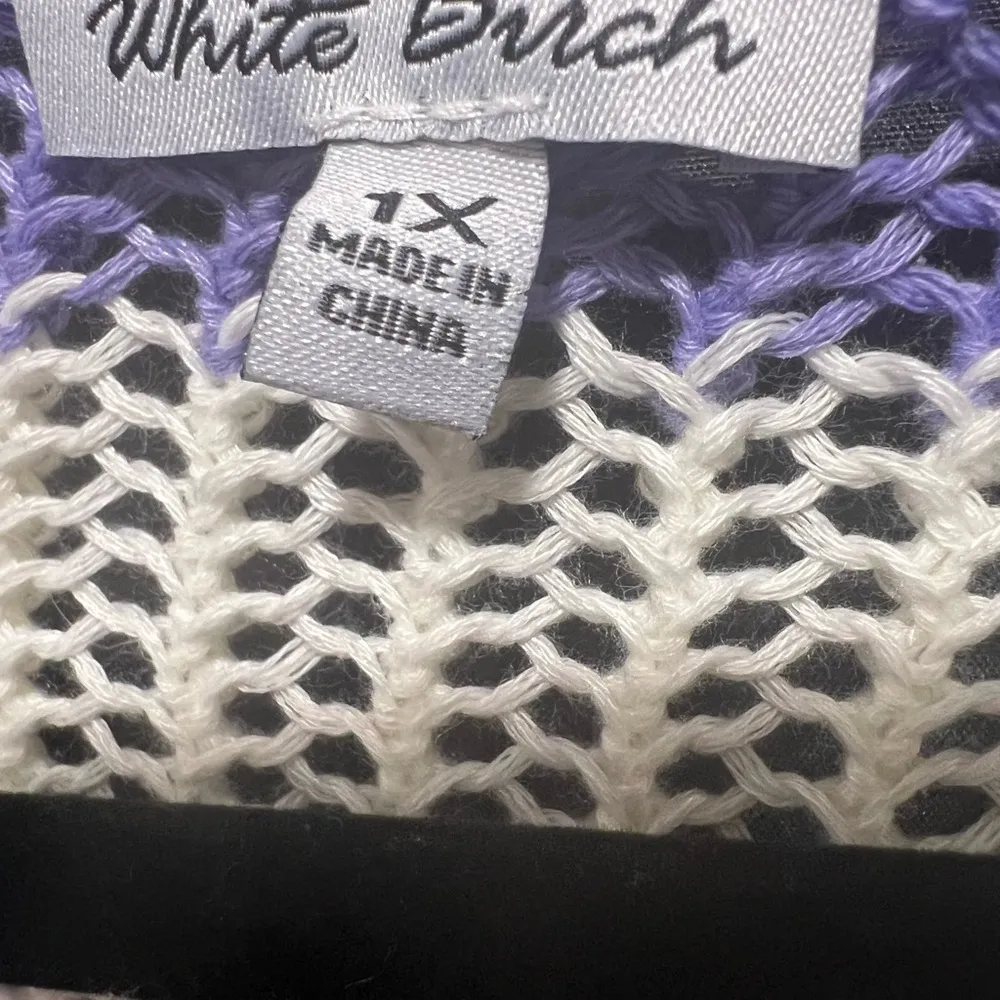 White Birch
1X
MADE IN
CHINA